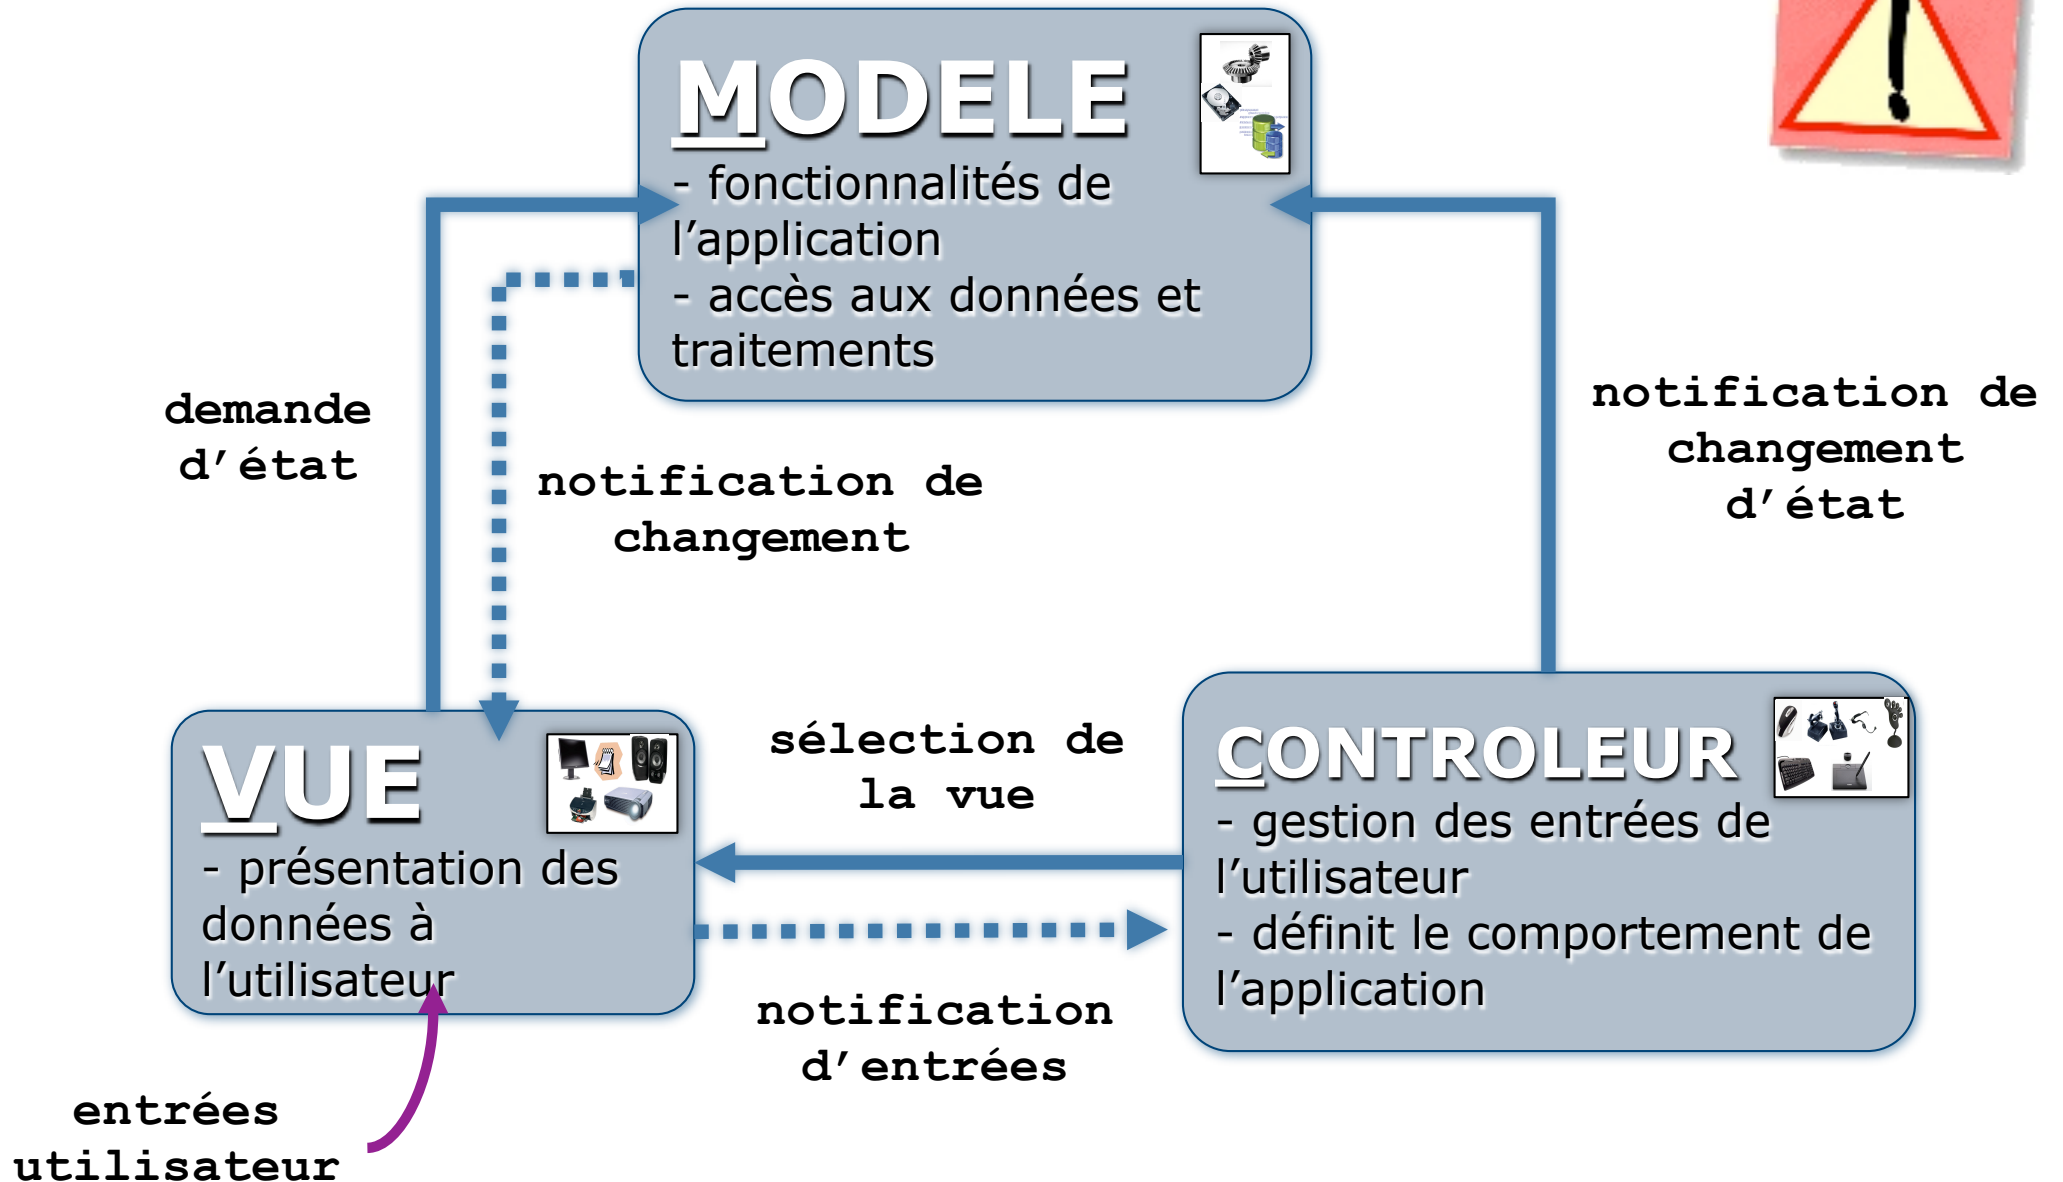 MODELE
- fonctionnalités de
l’application
- accès aux données et
traitements
demande
d’état
notification de
changement
notification de
changement
d’état
VUE
- présentation des
données à
l’utilisateur
sélection de
la vue
CONTROLEUR
- gestion des entrées de
l’utilisateur
- définit le comportement de
l’application
notification
d’entrées
entrées
utilisateur